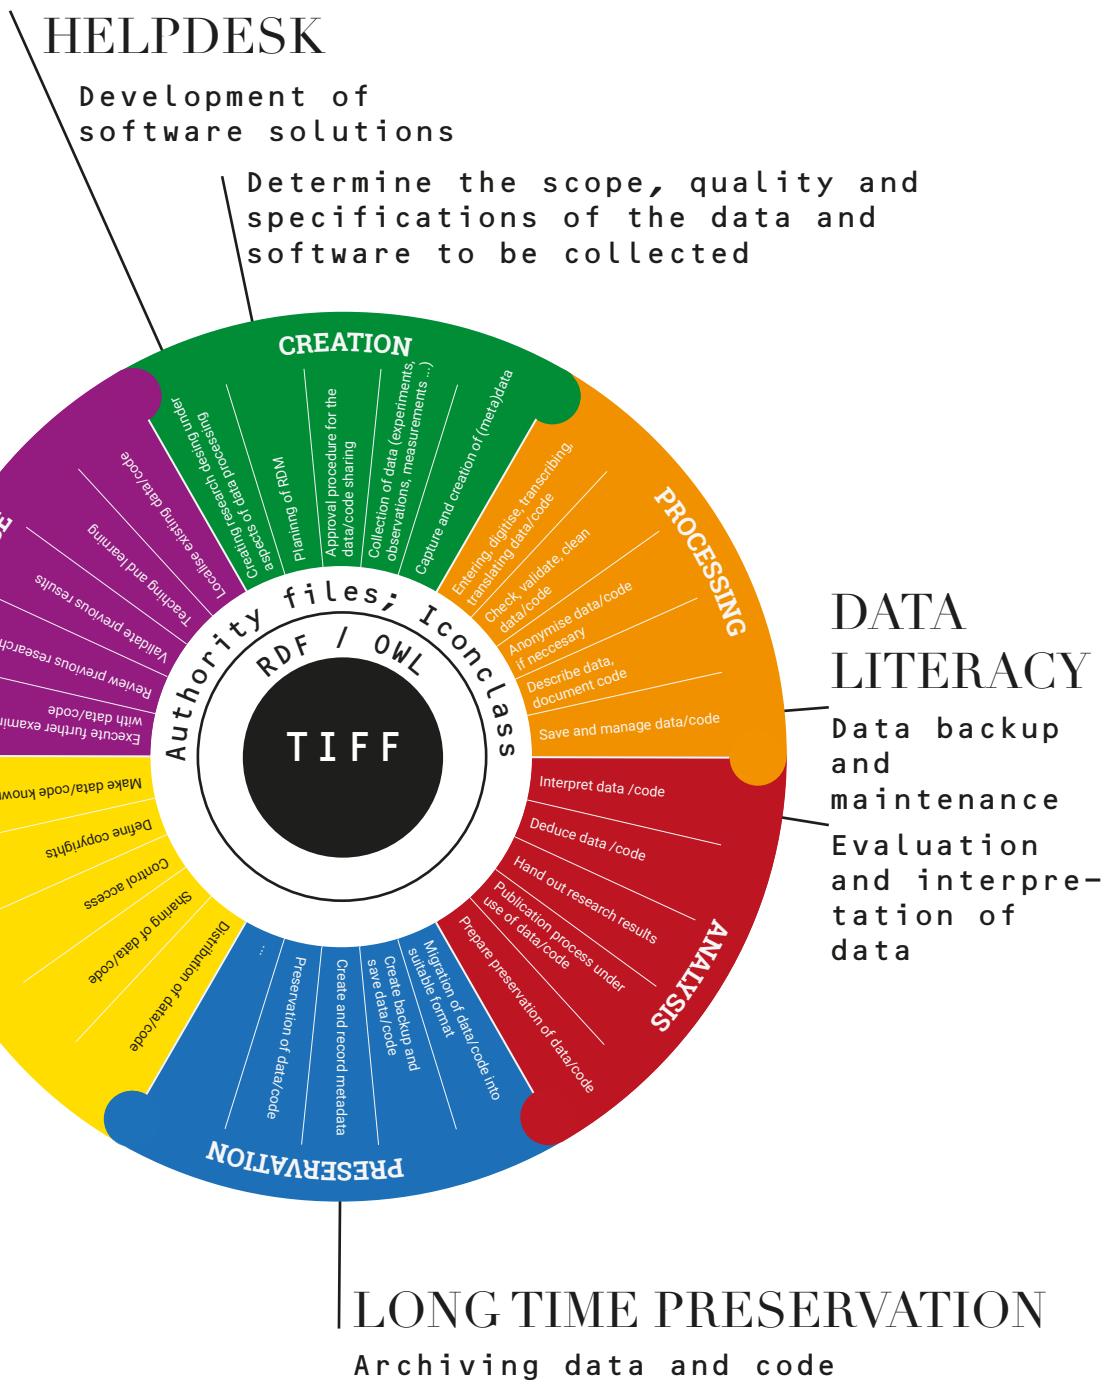 HELPDESK
Development of
software solutions
Determine the scope, quality and
specifications of the data and
software to be collected
CREATION
Creating research desing under
aspects of data processing
Planing of RDM
Approval procedure for the
data/code sharing
Collection of data (experiments,
observations, measurements ...)
Capture and creation of (meta)data
PROCESSING
Entering, digitise, transcribing,
translating data/code
Check, validate, clean
data/code
Anonymise data/code
if neccesary
Describe data,
document code
Save and manage data/code
DATA
LITERACY
Data backup
and
maintenance
Evaluation
and interpre-
tation of
data
ANALYSIS
Interpret data /code
Deduce data /code
Hand out research results
Publication process under
use of data/code
Prepare preservation of data/code
PRESERVATION
Migration of data/code into
suitable format
Create backup and
save data/code
Create and record metadata
Preservation of data/code
...
Distribution of data/code
Sharing of data/code
Control access
Define copyrights
Make data/code known
Execute further
with data/code
Review previous research
Validate previous results
Teaching and learning
Localise existing data/code
Authority files; Iconclass
RDF / OWL
TIFF
LONG TIME PRESERVATION
Archiving data and code